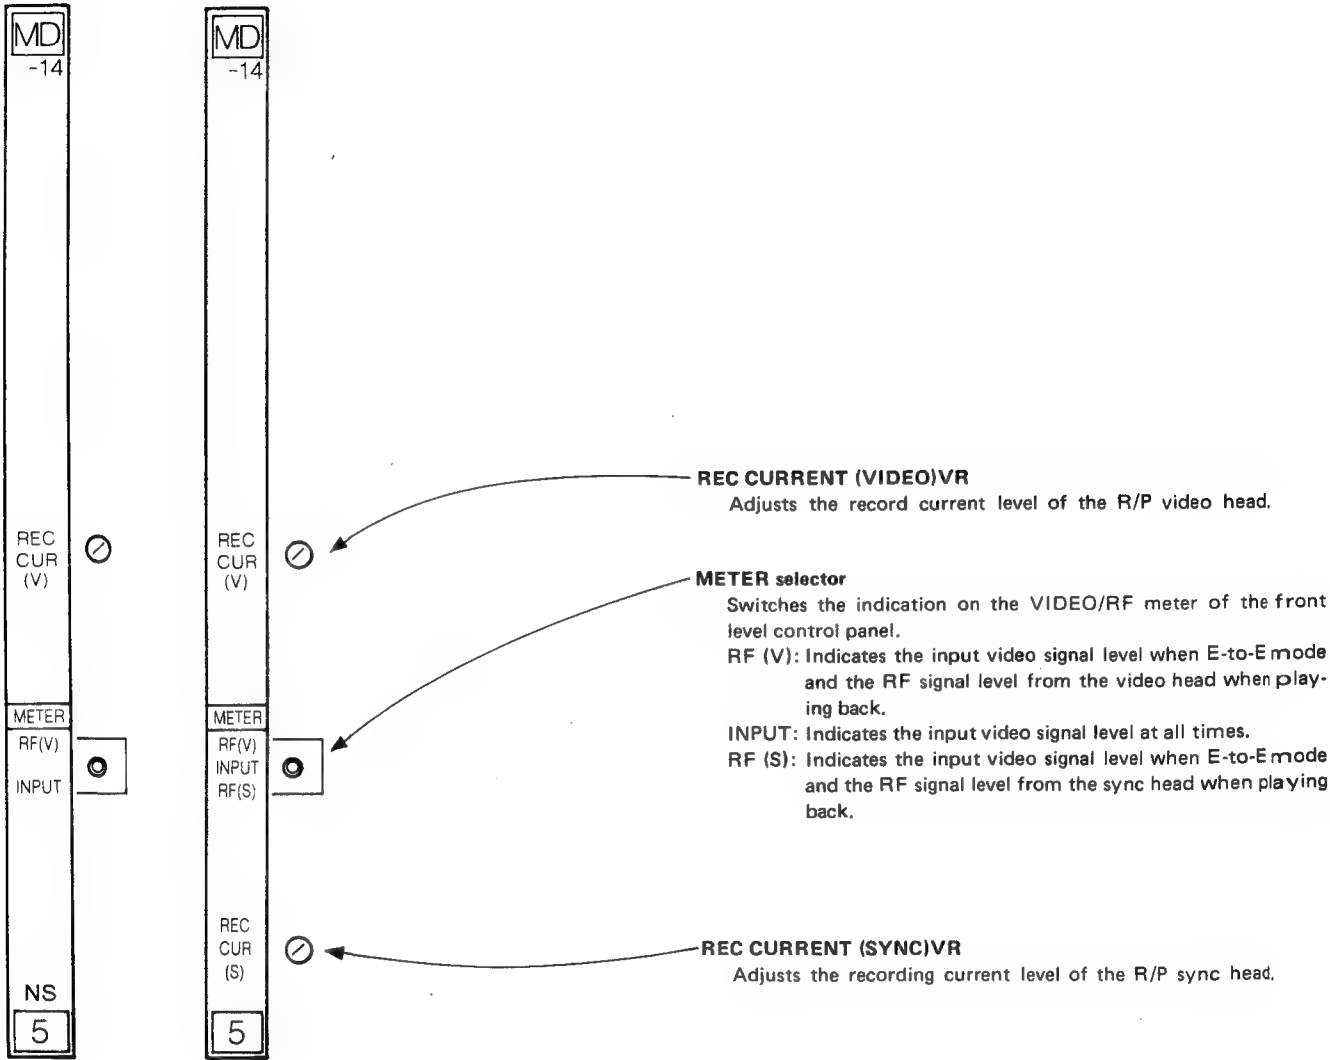 MD
-14
REC
CUR
(V)
METER
RF(V)
INPUT
NS
5
MD
-14
REC
CUR
(V)
METER
RF(V)
INPUT
RF(S)
REC
CUR
(S)
5
REC CURRENT (VIDEO)VR
Adjusts the record current level of the R/P video head.
METER selector
Switches the indication on the VIDEO/RF meter of the front
level control panel.
RF (V): Indicates the input video signal level when E-to-E mode
and the RF signal level from the video head when play-
ing back.
INPUT: Indicates the input video signal level at all times.
RF (S): Indicates the input video signal level when E-to-E mode
and the RF signal level from the sync head when playing
back.
REC CURRENT (SYNC)VR
Adjusts the recording current level of the R/P sync head.